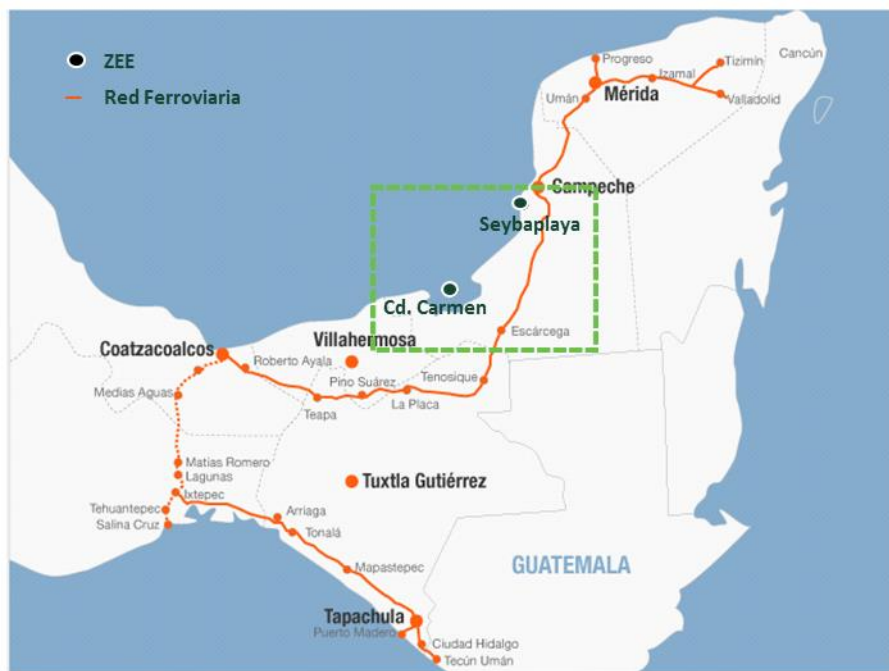 ZEE
Red Ferroviaria
Progreso
Tizimín
Cancún
Izamal
Mérida
Umán
Valladolid
Campeche
Seybaplaya
Cd. Carmen
Escárcega
Villahermosa
Coatzacoalcos
Roberto Ayala
Pino Suárez
Tenosique
Medias Aguas
La Placa
Teapa
Matías Romero
Lagunas
Tuxtla Gutiérrez
Ixtepec
Tehuantepec
Arriaga
Salina Cruz
Tonalá
GUATEMALA
Mapastepec
Tapachula
Puerto Madero
Ciudad Hidalgo
Tecún Umán